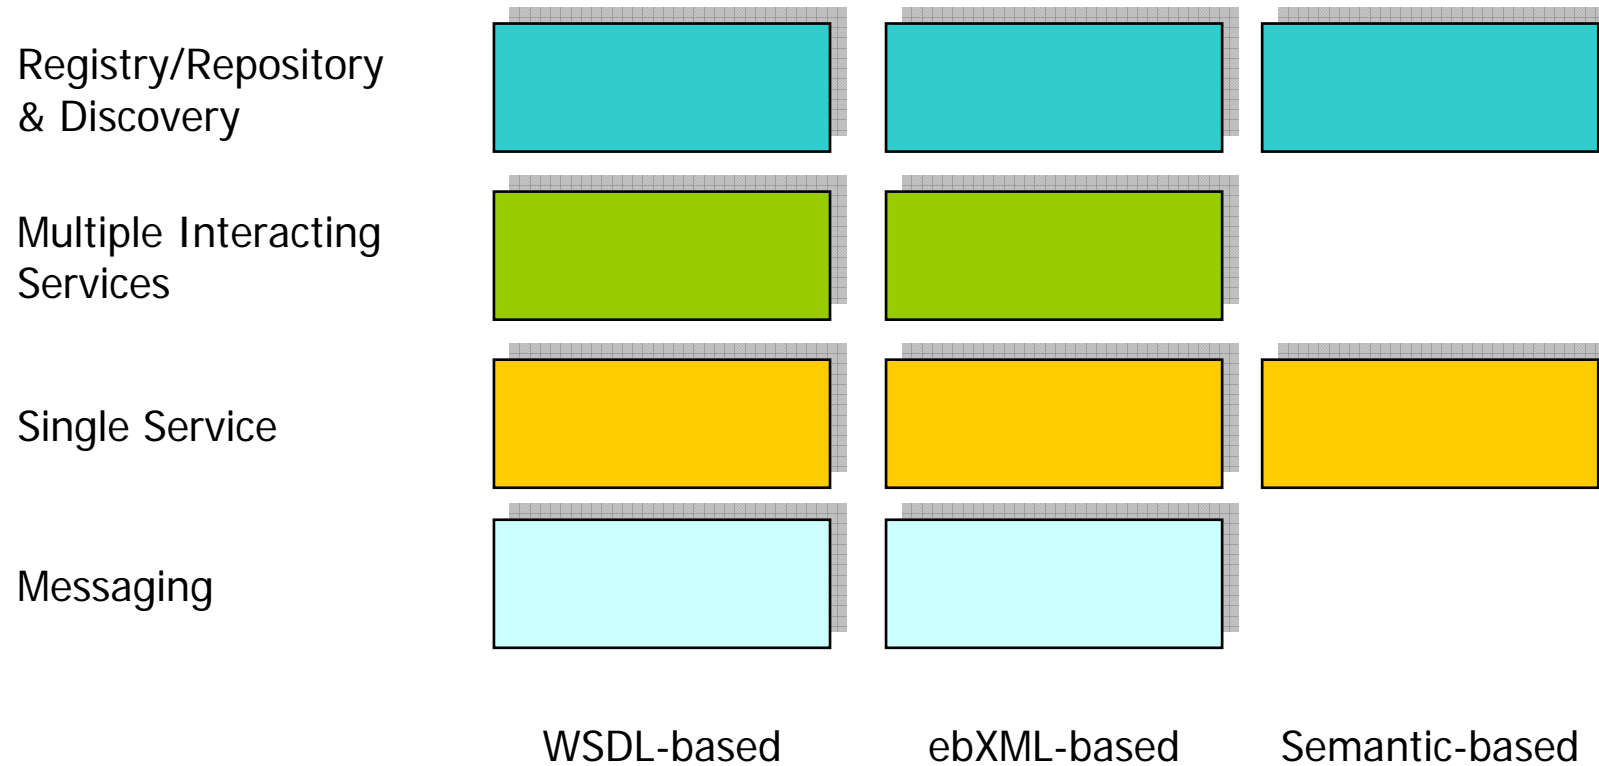 Registry/Repository
& Discovery
Multiple Interacting
Services
Single Service
Messaging
WSDL-based
ebXML-based
Semantic-based